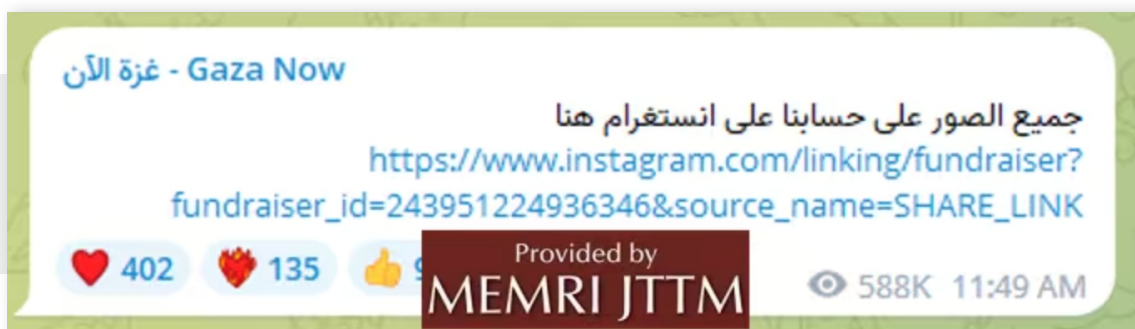 Gaza Now - غزة الآن
جميع الصور على حسابنا على انستغرام هنا
https://www.instagram.com/linking/fundraiser?
fundraiser_id=243951224936346&source_name=SHARE_LINK
402 135 588K 11:49 AM
Provided by
MEMRI JTTM